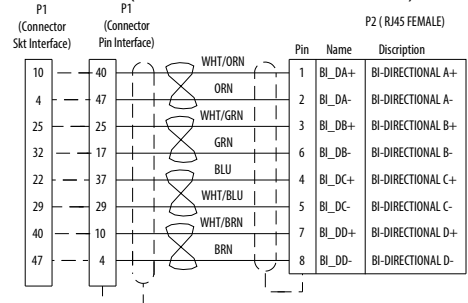 P1
(Connector
Skt Interface)
P1
(Connector
Pin Interface)
P2 ( RJ45 FEMALE)
Pin Name Discription
10 40 WHT/ORN 1 BI_DA+ BI-DIRECTIONAL A+
4 47 ORN 2 BI_DA- BI-DIRECTIONAL A-
25 25 WHT/GRN 3 BI_DB+ BI-DIRECTIONAL B+
32 17 GRN 6 BI_DB- BI-DIRECTIONAL B-
22 37 BLU 4 BI_DC+ BI-DIRECTIONAL C+
29 29 WHT/BLU 5 BI_DC- BI-DIRECTIONAL C-
40 10 WHT/BRN 7 BI_DD+ BI-DIRECTIONAL D+
47 4 BRN 8 BI_DD- BI-DIRECTIONAL D-